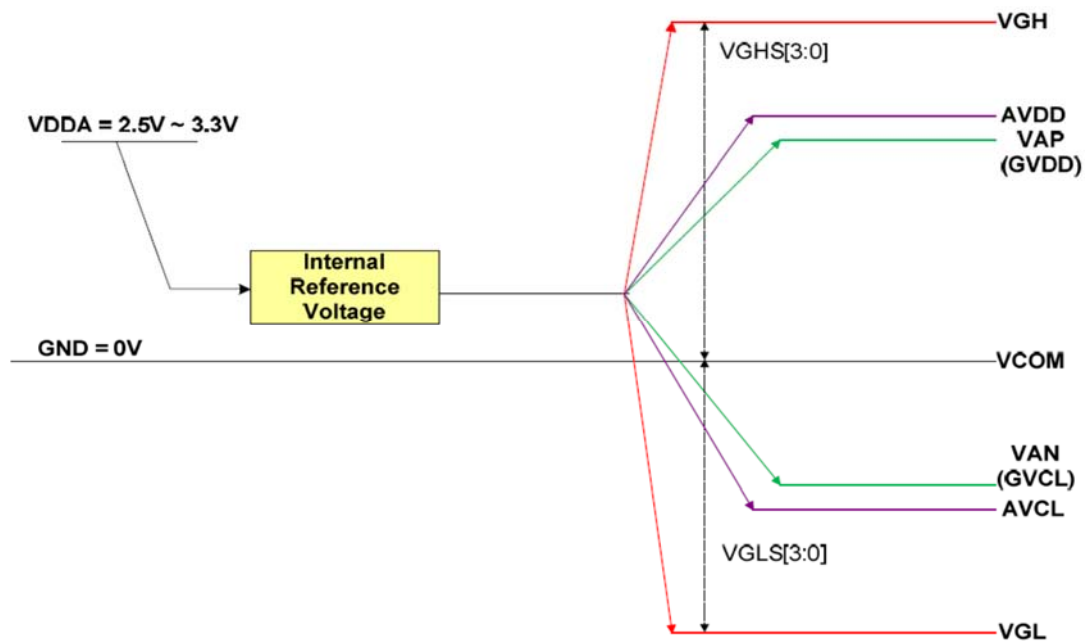 VGH
VGHS[3:0]
AVDD
VDDA = 2.5V ~ 3.3V
VAP
(GVDD)
Internal
Reference
Voltage
GND = 0V
VCOM
VAN
(GVCL)
AVCL
VGLS[3:0]
VGL